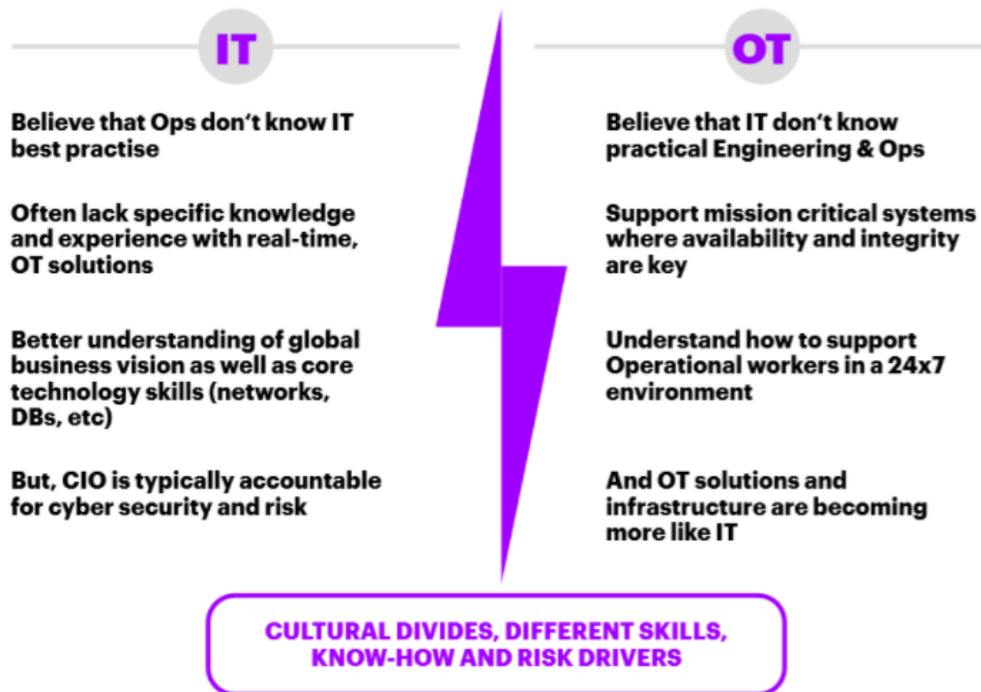 IT
Believe that Ops don‘t know IT
best practise
Often lack specific knowledge
and experience with real-time,
OT solutions
Better understanding of global
business vision as well as core
technology skills (networks,
DBs, etc)
But, CIO is typically accountable
for cyber security and risk
OT
Believe that IT don‘t know
practical Engineering & Ops
Support mission critical systems
where availability and integrity
are key
Understand how to support
Operational workers in a 24x7
environment
And OT solutions and
infrastructure are becoming
more like IT
CULTURAL DIVIDES, DIFFERENT SKILLS,
KNOW-HOW AND RISK DRIVERS